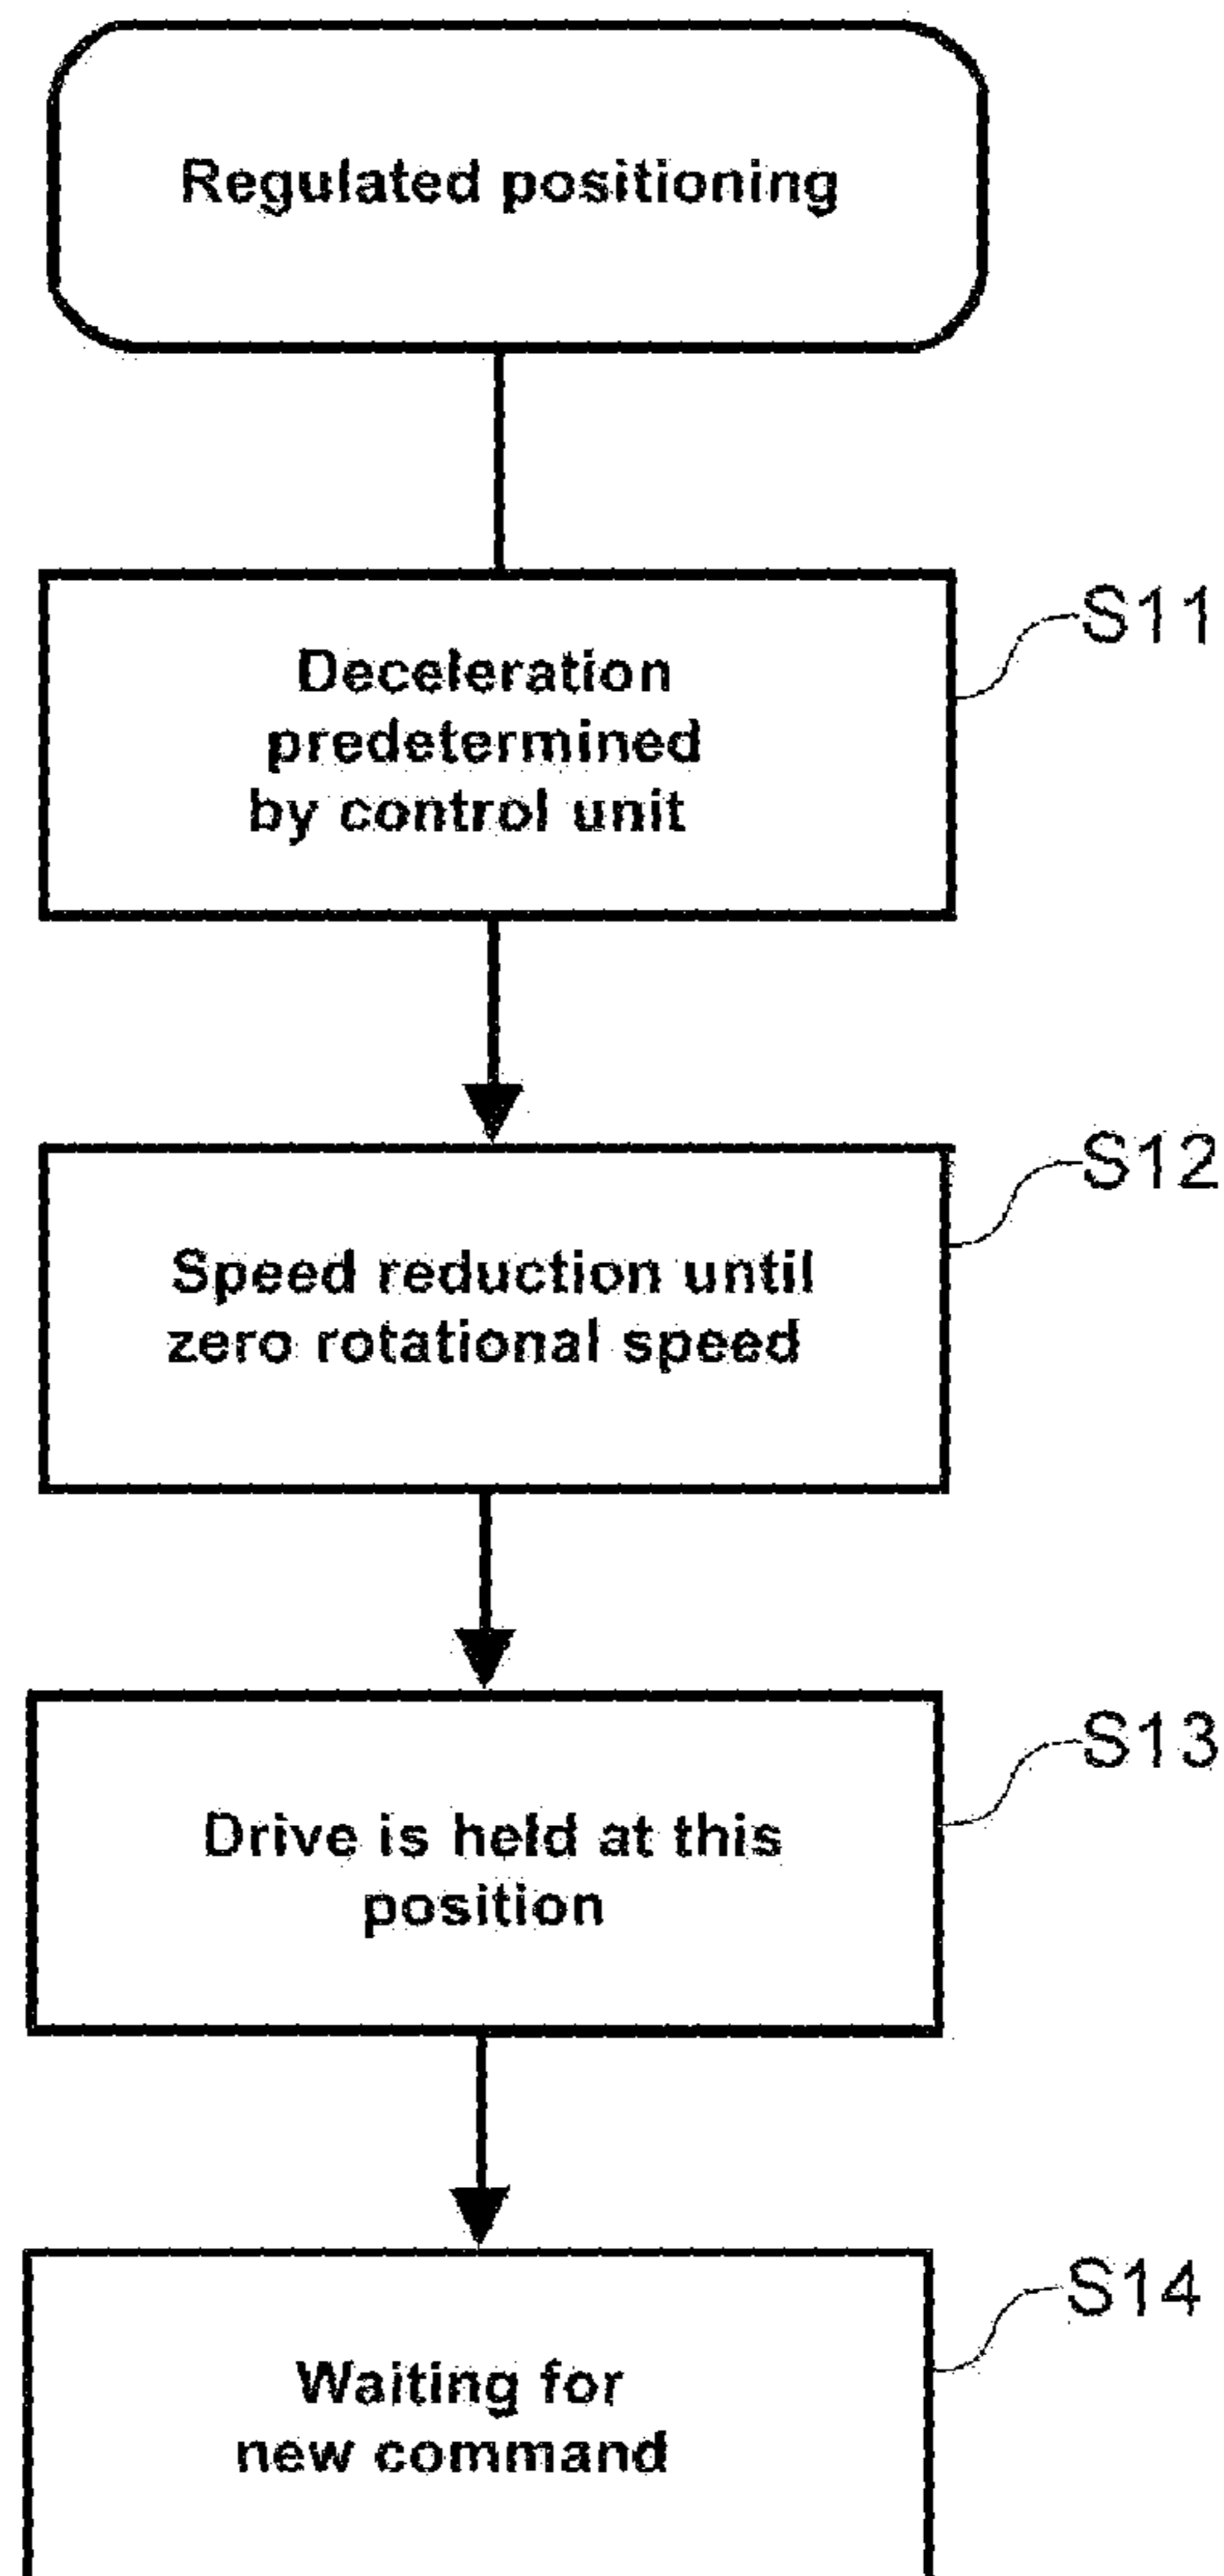 Regulated positioning
S11
Deceleration
predetermined
by control unit
S12
Speed reduction until
zero rotational speed
S13
Drive is held at this
position
S14
Waiting for
new command